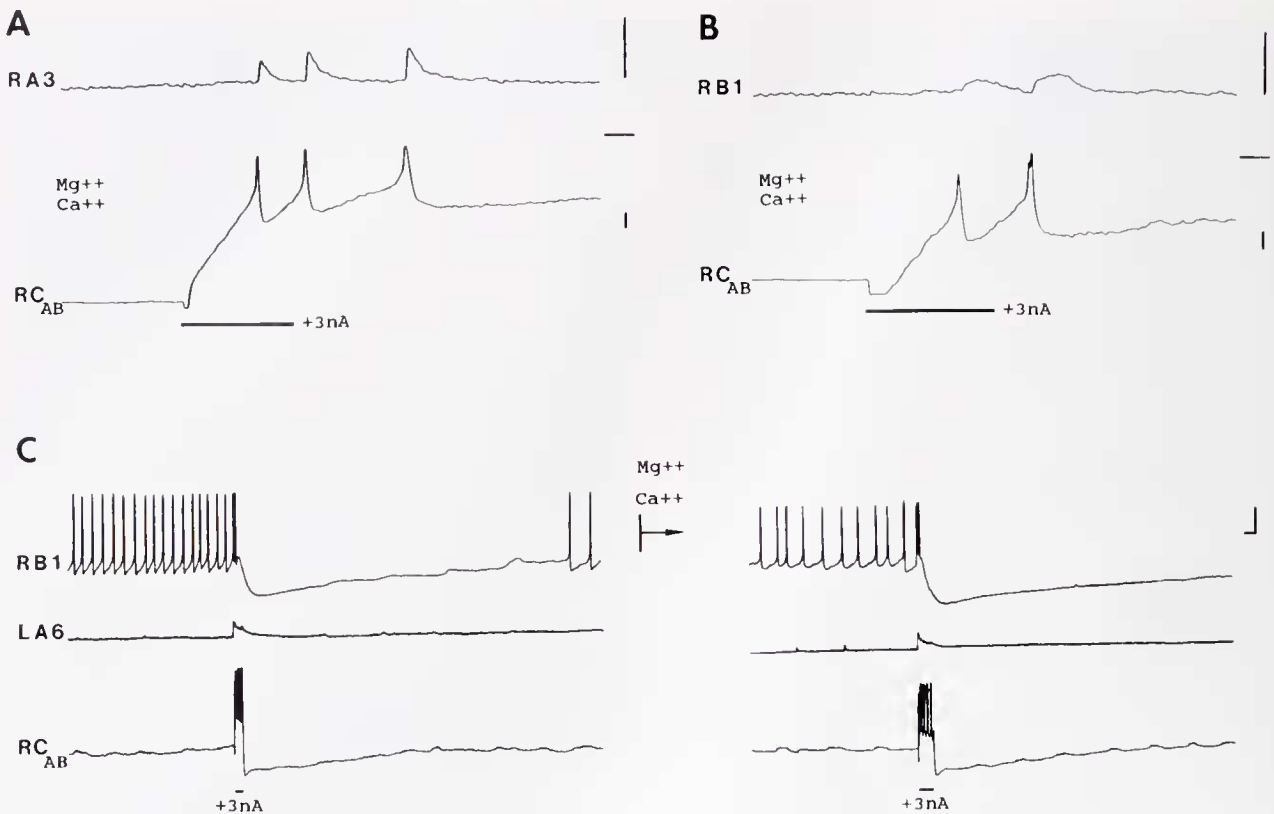 A
RA3
Mg++
Ca++
RC AB
+3nA
B
RB1
Mg++
Ca++
RC AB
+3nA
C
RB1
LA6
RC AB
+3nA
Mg++
Ca++
+3nA